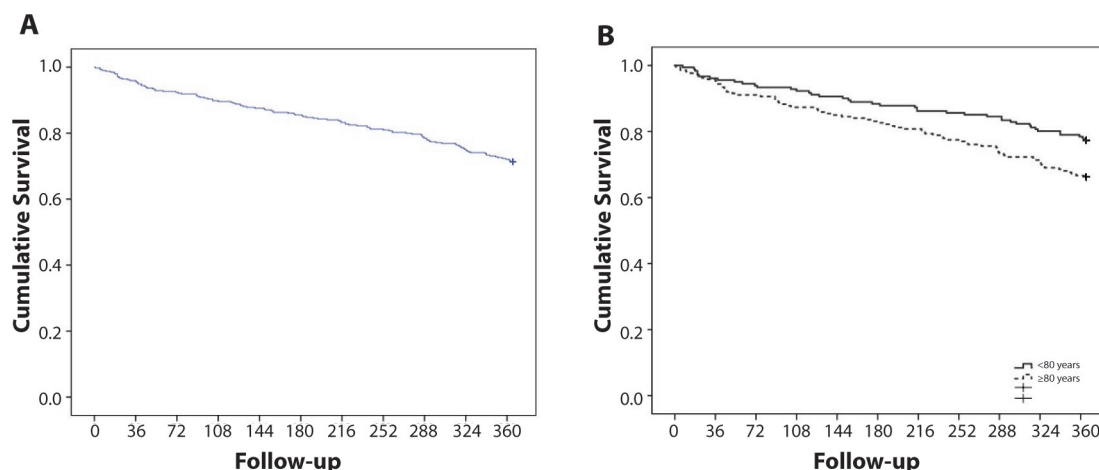 A
Cumulative Survival
1.0
0.8
0.6
0.4
0.2
0.0
0 36 72 108 144 180 216 252 288 324 360
Follow-up
B
Cumulative Survival
1.0
0.8
0.6
0.4
0.2
0.0
<80 years
≥80 years
0 36 72 108 144 180 216 252 288 324 360
Follow-up